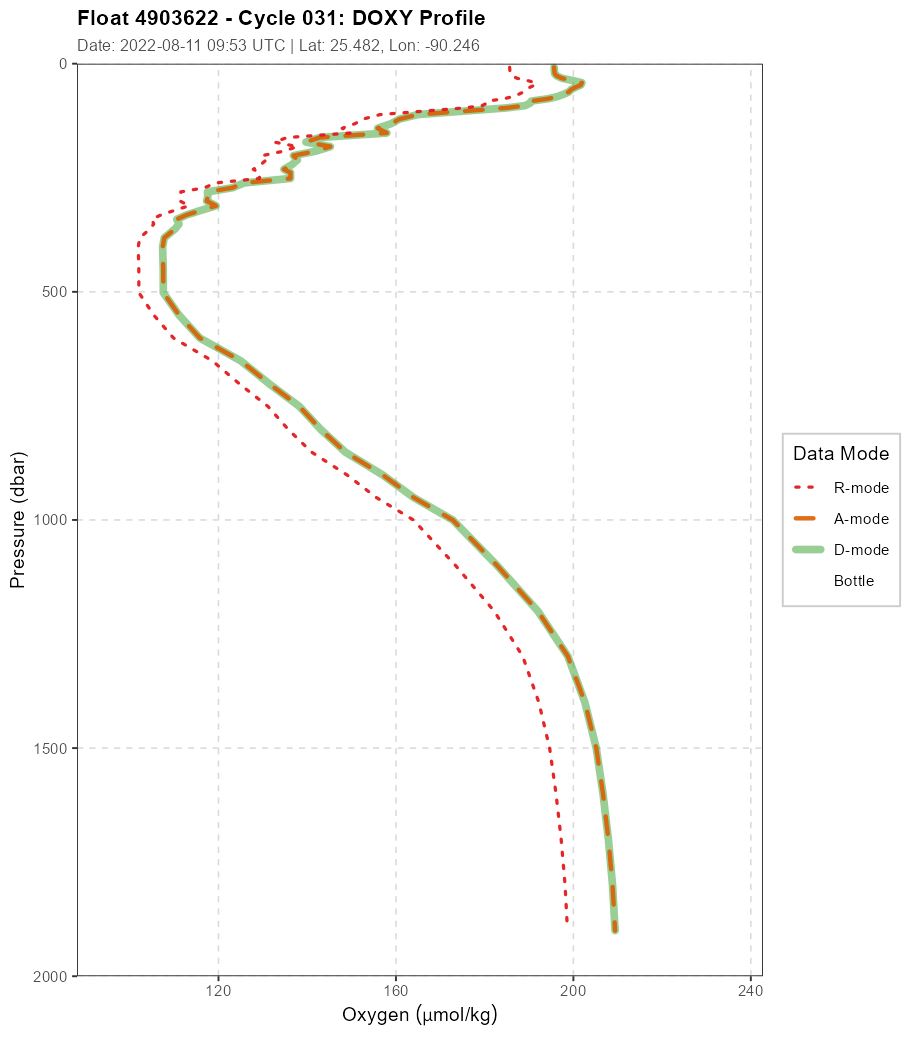 Float 4903622 - Cycle 031: DOXY Profile
Date: 2022-08-11 09:53 UTC | Lat: 25.482, Lon: -90.246
0
500
1000
1500
2000
Pressure (dbar)
120 160 200 240
Oxygen (μmol/kg)
Data Mode
R-mode
A-mode
D-mode
Bottle